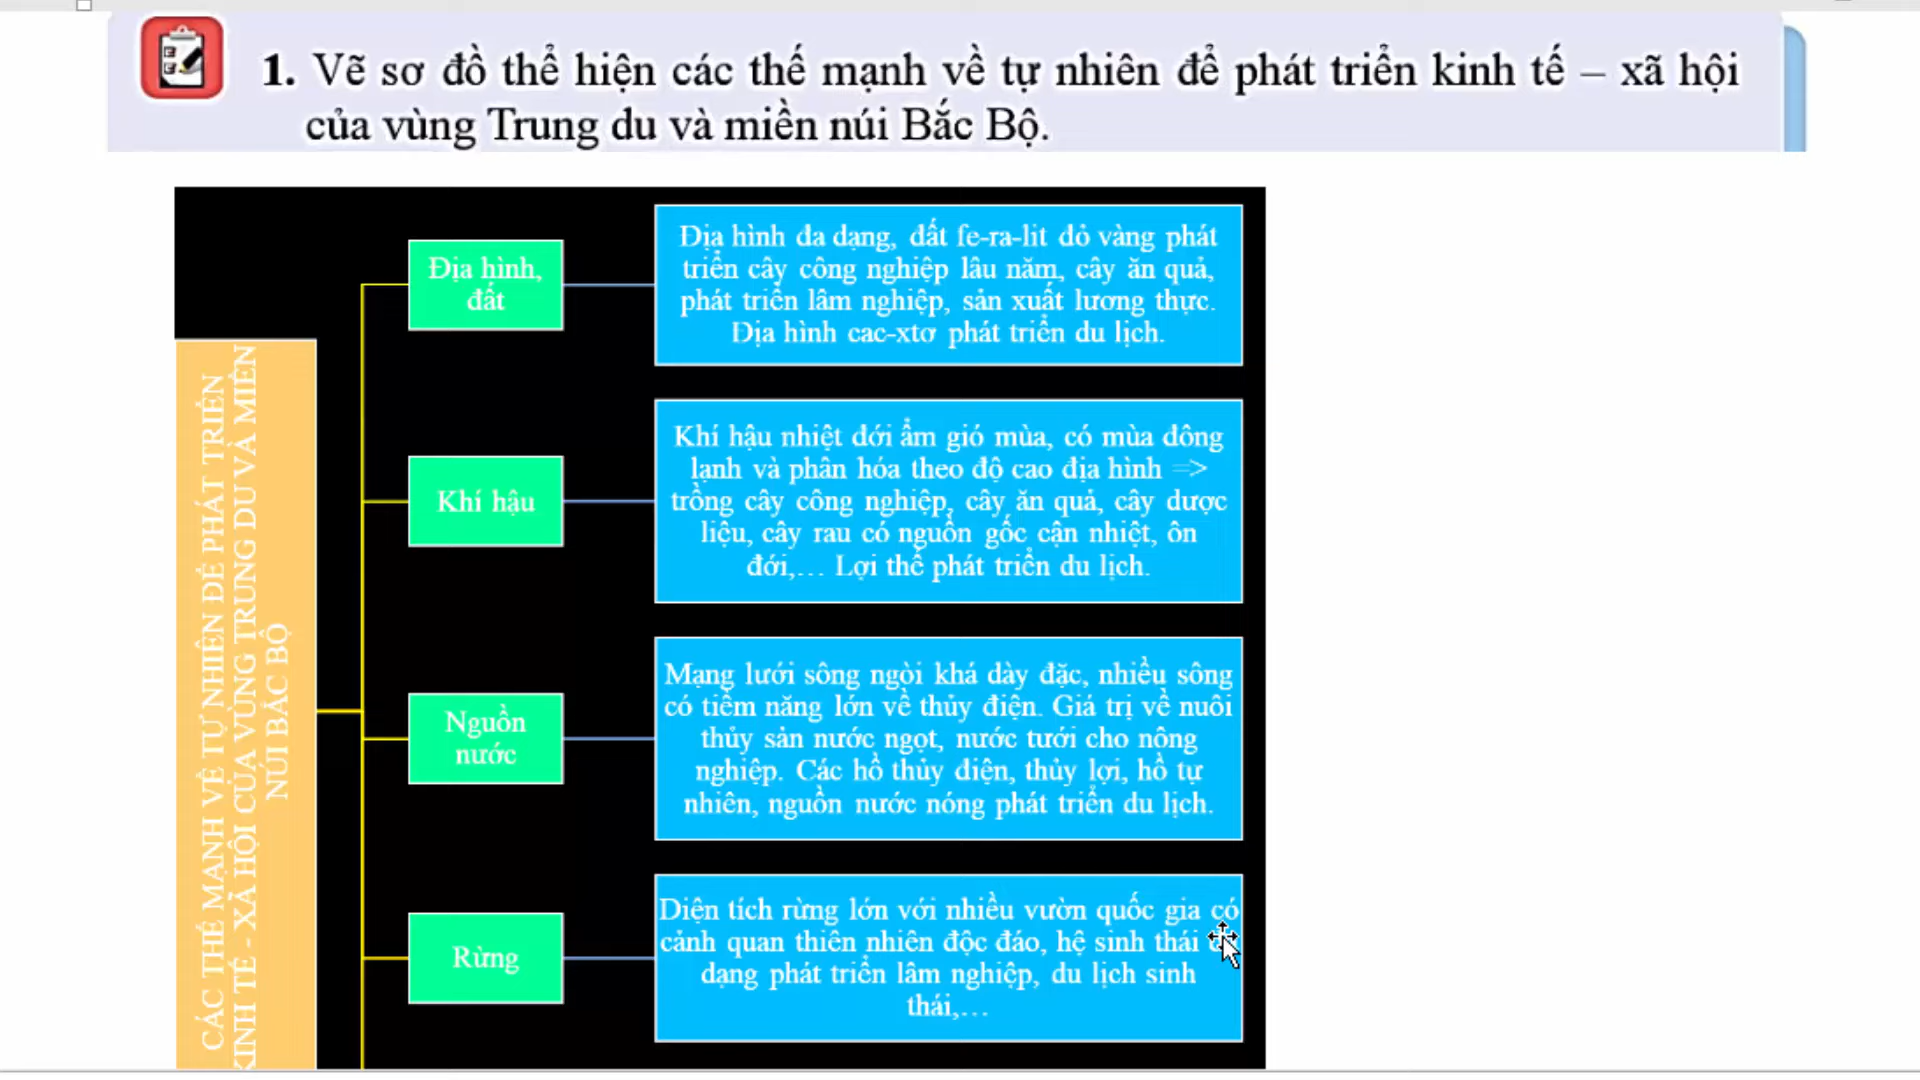 1. Vẽ sơ đồ thể hiện các thế mạnh về tự nhiên để phát triển kinh tế – xã hội
của vùng Trung du và miền núi Bắc Bộ.
CÁC THẾ MẠNH VỀ TỰ NHIÊN ĐỂ PHÁT TRIỂN
KINH TẾ - XÃ HỘI CỦA VÙNG TRUNG DU VÀ MIỀN
NÚI BẮC BỘ
Địa hình,
đất
Địa hình đa dạng, đất fe-ra-lit đỏ vàng phát
triển cây công nghiệp lâu năm, cây ăn quả,
phát triển lâm nghiệp, sản xuất lương thực.
Địa hình cac-xtơ phát triển du lịch.
Khí hậu
Khí hậu nhiệt đới ẩm gió mùa, có mùa đông
lạnh và phân hóa theo độ cao địa hình =>
trồng cây công nghiệp, cây ăn quả, cây dược
liệu, cây rau có nguồn gốc cận nhiệt, ôn
đới,... Lợi thế phát triển du lịch.
Nguồn
nước
Mạng lưới sông ngòi khá dày đặc, nhiều sông
có tiềm năng lớn về thủy điện. Giá trị về nuôi
thủy sản nước ngọt, nước tưới cho nông
nghiệp. Các hồ thủy điện, thủy lợi, hồ tự
nhiên, nguồn nước nóng phát triển du lịch.
Rừng
Diện tích rừng lớn với nhiều vườn quốc gia có
cảnh quan thiên nhiên độc đáo, hệ sinh thái
dạng phát triển lâm nghiệp, du lịch sinh
thái,...